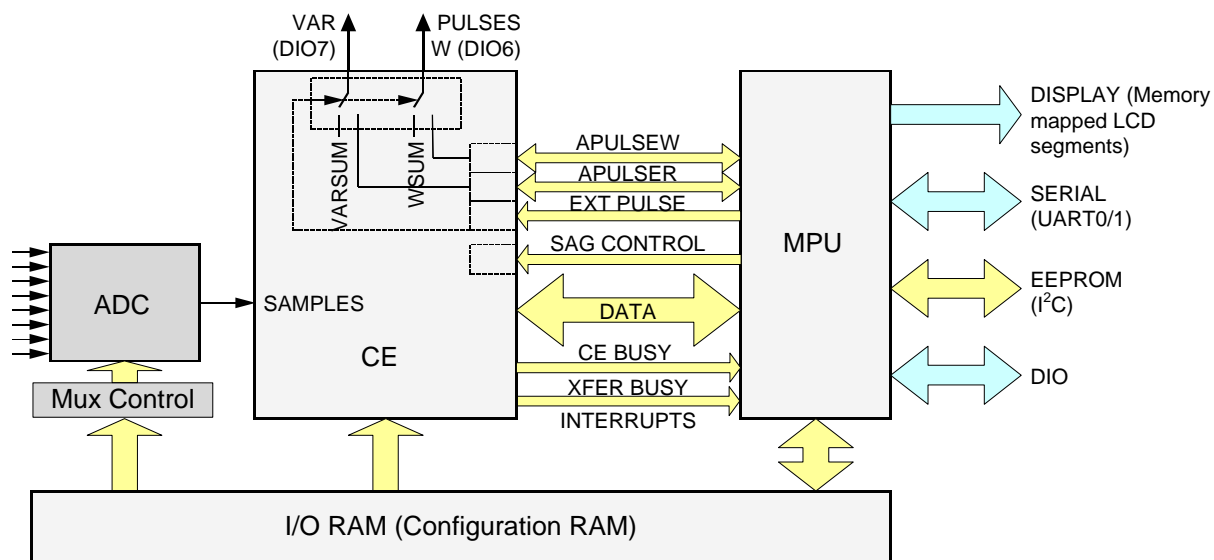 VAR
(DIO7)
PULSES
W (DIO6)
VARSUM
WSUM
APULSEW
APULSER
EXT PULSE
SAG CONTROL
DATA
CE BUSY
XFER BUSY
INTERRUPTS
SAMPLES
CE
ADC
Mux Control
MPU
DISPLAY (Memory
mapped LCD
segments)
SERIAL
(UART0/1)
EEPROM
(I²C)
DIO
I/O RAM (Configuration RAM)